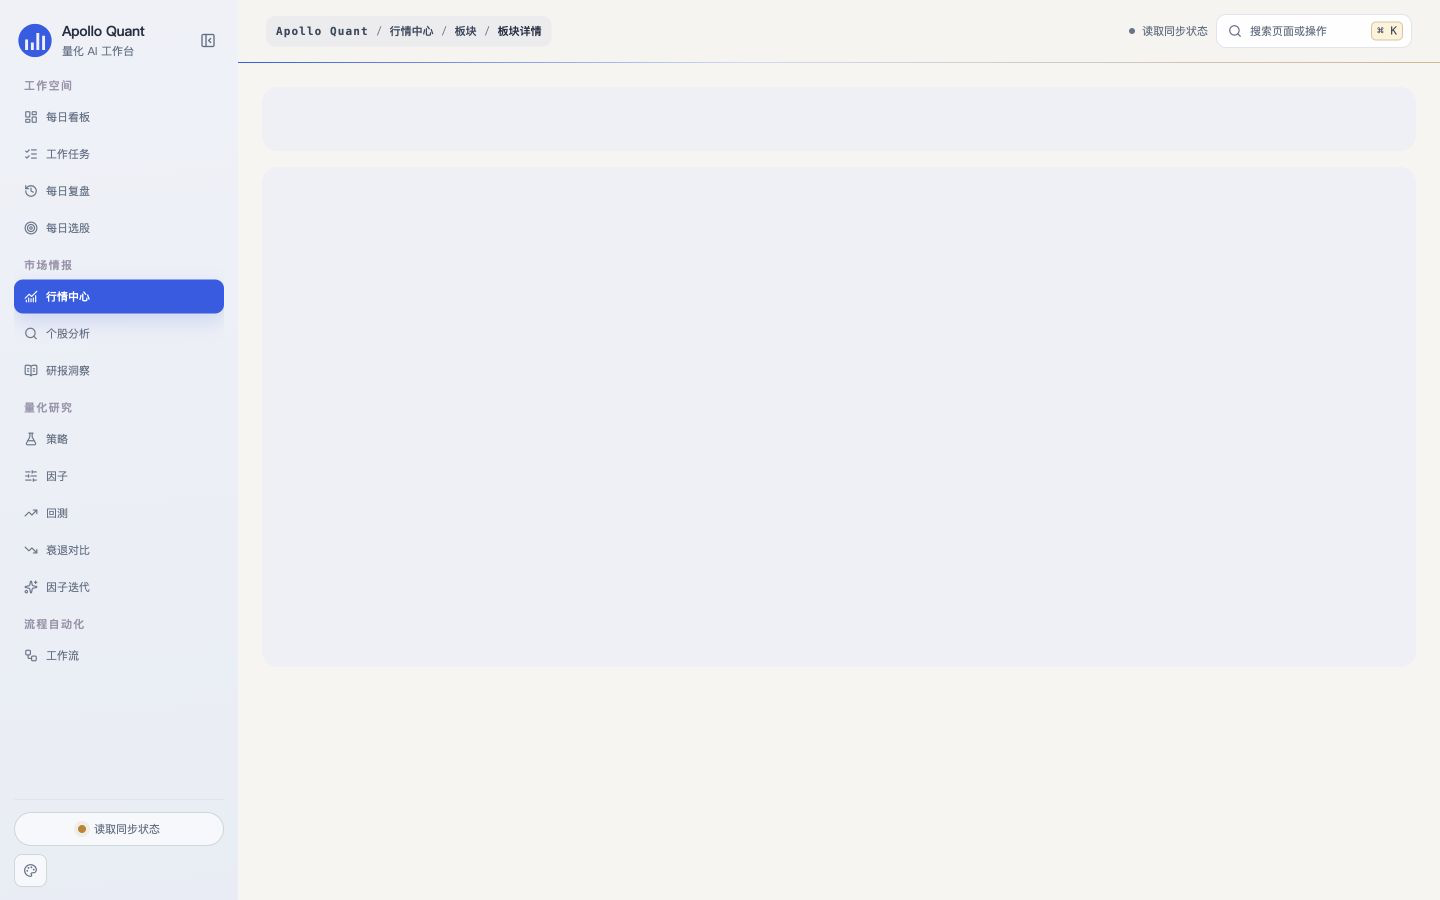 Apollo Quant
量化 AI 工作台
工作空间
每日看板
工作任务
每日复盘
每日选股
市场情报
行情中心
个股分析
研报洞察
量化研究
策略
因子
回测
衰退对比
因子迭代
流程自动化
工作流
读取同步状态
Apollo Quant / 行情中心 / 板块 / 板块详情
读取同步状态
搜索页面或操作
⌘ K